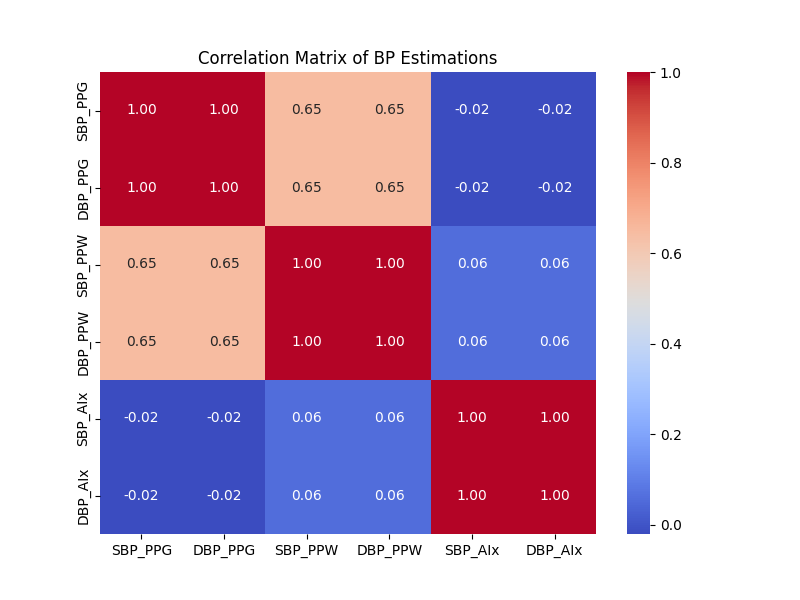 Correlation Matrix of BP Estimations
SBP_PPG 1.00 1.00 0.65 0.65 -0.02 -0.02
DBP_PPG 1.00 1.00 0.65 0.65 -0.02 -0.02
SBP_PPW 0.65 0.65 1.00 1.00 0.06 0.06
DBP_PPW 0.65 0.65 1.00 1.00 0.06 0.06
SBP_AIx -0.02 -0.02 0.06 0.06 1.00 1.00
DBP_AIx -0.02 -0.02 0.06 0.06 1.00 1.00
SBP_PPG DBP_PPG SBP_PPW DBP_PPW SBP_AIx DBP_AIx
1.0
0.8
0.6
0.4
0.2
0.0